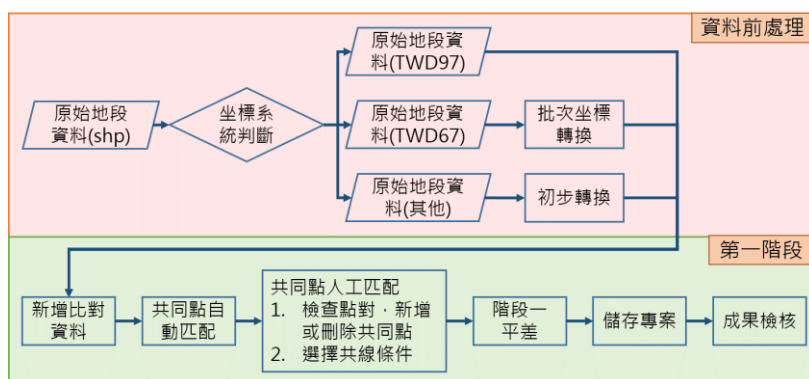 資料前處理
原始地段
資料(shp)
坐標系
統判斷
原始地段資
料(TWD97)
原始地段資
料(TWD67)
批次坐標
轉換
原始地段資
料(其他)
初步轉換
第一階段
新增比對
資料
共同點自
動匹配
共同點人工匹配
1. 檢查點對，新增
或刪除共同點
2. 選擇共線條件
階段一
平差
儲存專案
成果檢核